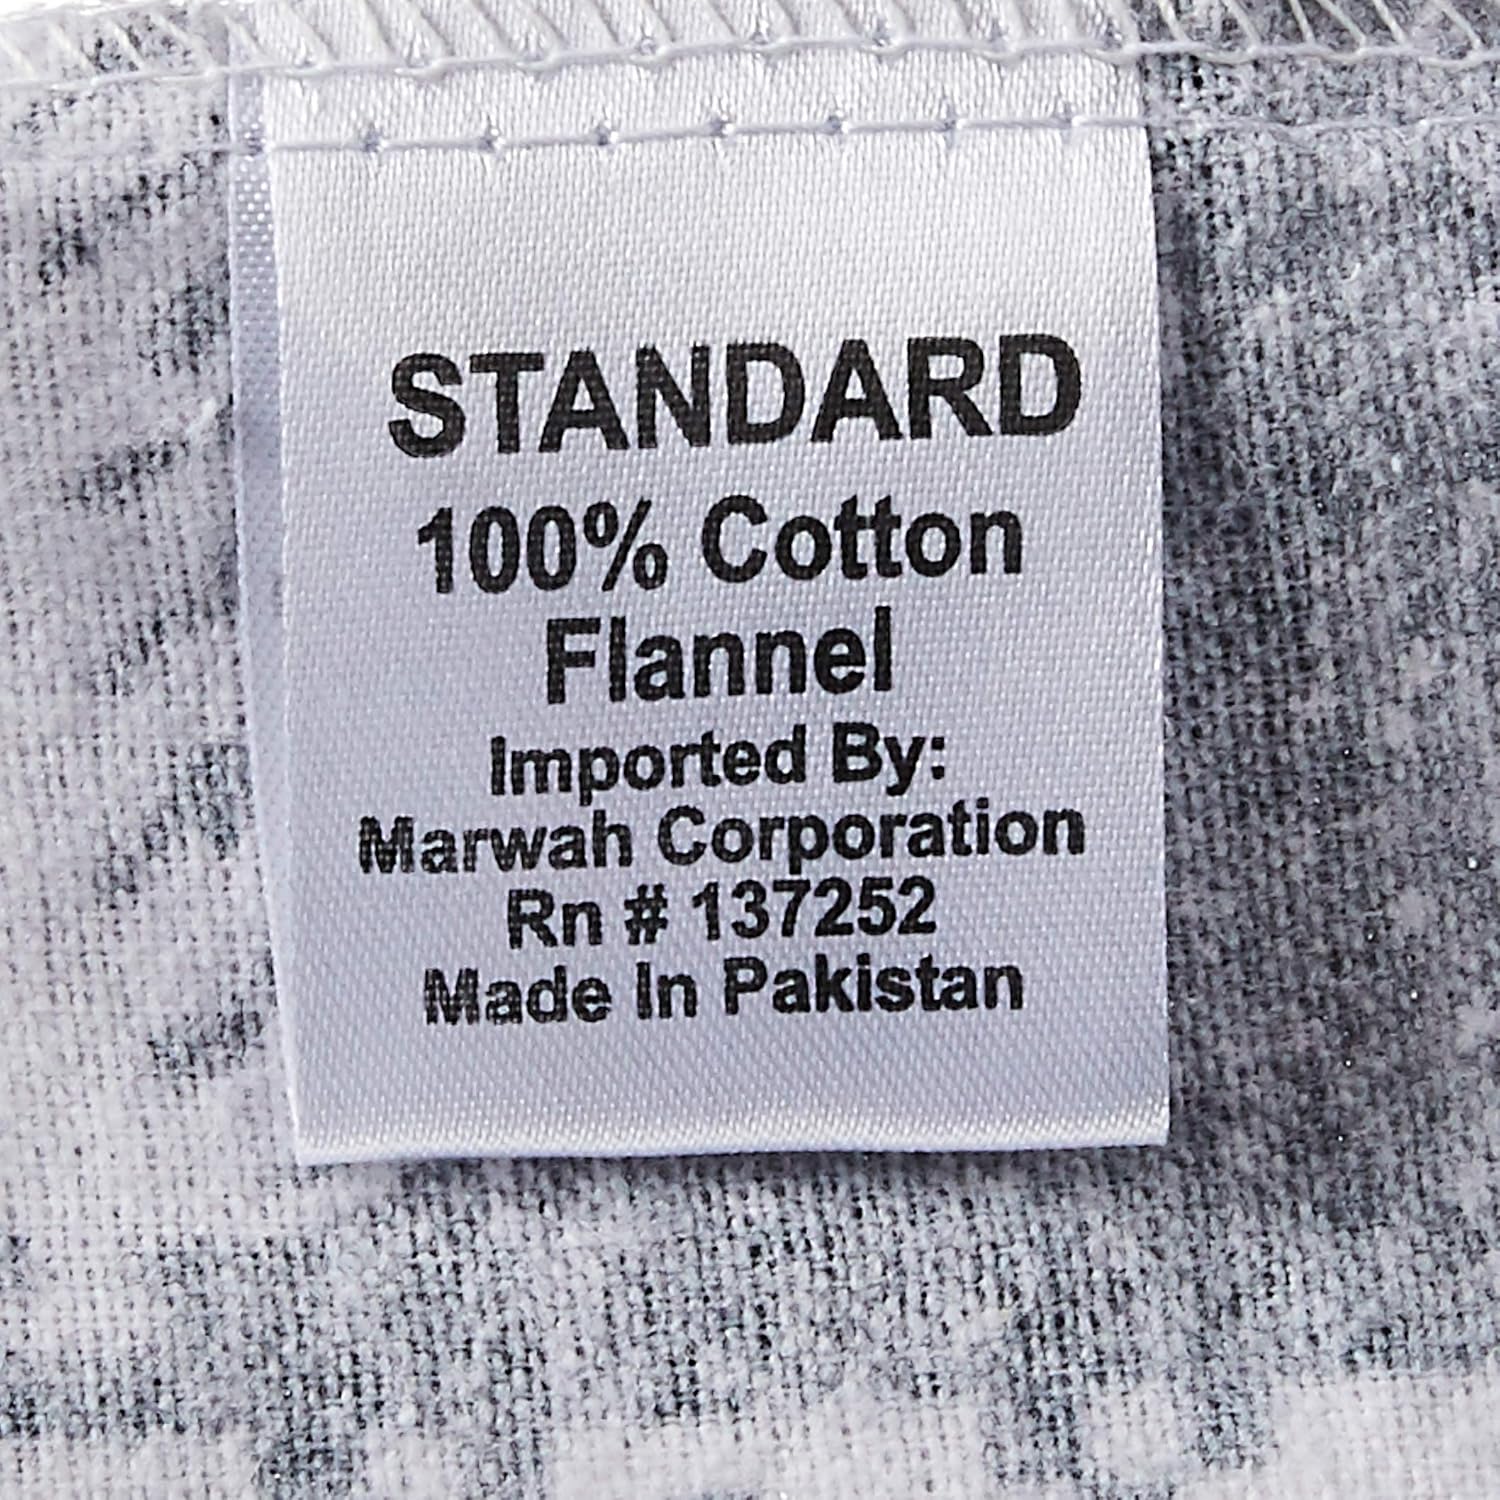 STANDARD
100% Cotton
Flannel
Imported By:
Marwah Corporation
Rn # 137252
Made In Pakistan